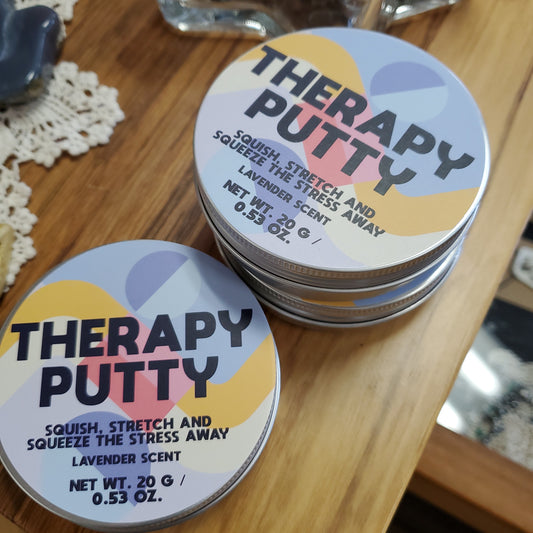 THERAPY
PUTTY
SQUISH, STRETCH AND
SQUEEZE THE STRESS AWAY
LAVENDER SCENT
NET WT. 20 G /
0.53 OZ.
THERAPY
PUTTY
SQUISH, STRETCH AND
SQUEEZE THE STRESS AWAY
LAVENDER SCENT
NET WT. 20 G /
0.53 OZ.